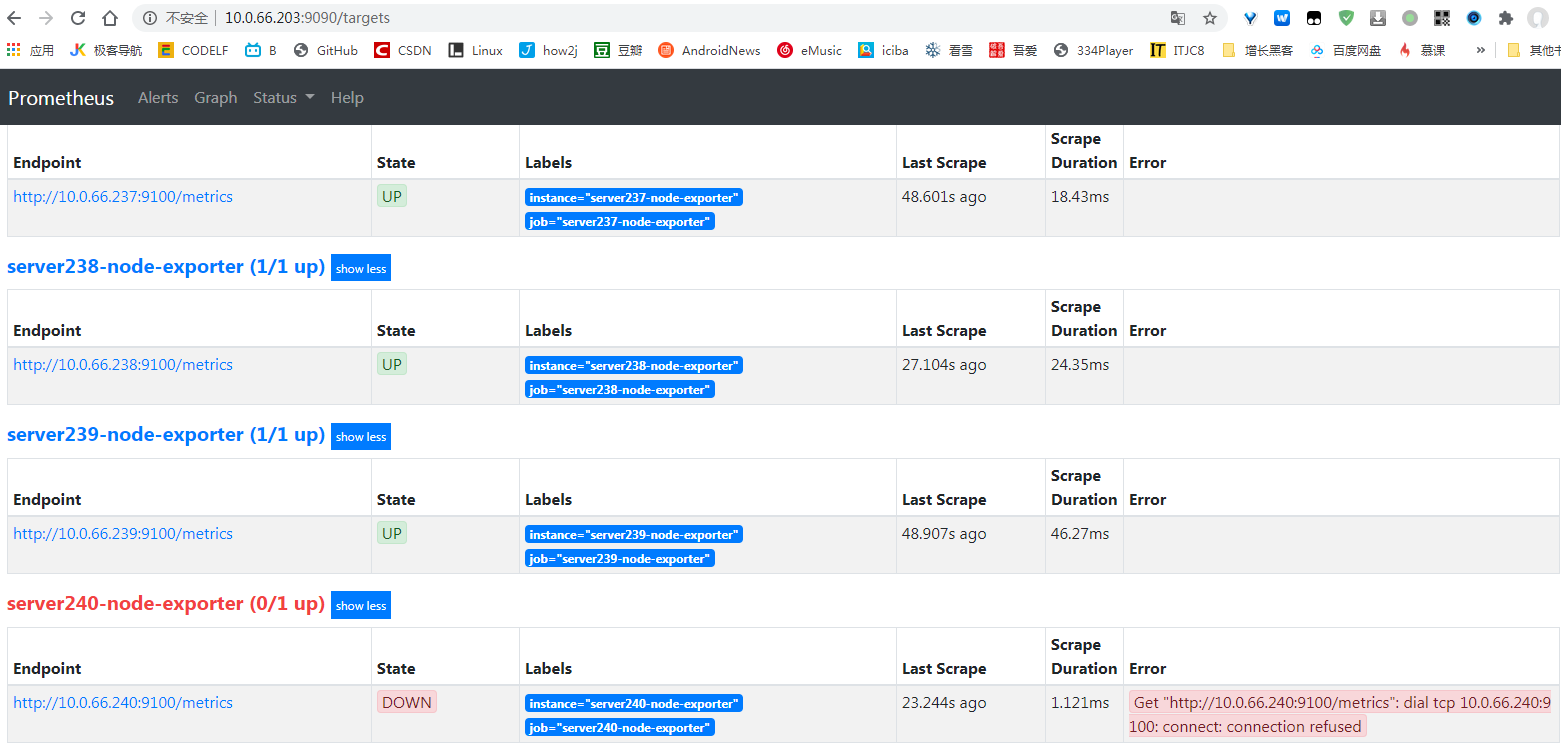 不安全 10.0.66.203:9090/targets
应用 极客导航 CODELF B GitHub CSDN Linux how2j 豆瓣 AndroidNews eMusic iciba 看雪 吾爱 334Player ITJC8 增长黑客 百度网盘 慕课 » 其他书
Prometheus Alerts Graph Status Help
Endpoint State Labels Last Scrape Scrape Duration Error
http://10.0.66.237:9100/metrics UP instance="server237-node-exporter" 48.601s ago 18.43ms
job="server237-node-exporter"
server238-node-exporter (1/1 up) show less
Endpoint State Labels Last Scrape Scrape Duration Error
http://10.0.66.238:9100/metrics UP instance="server238-node-exporter" 27.104s ago 24.35ms
job="server238-node-exporter"
server239-node-exporter (1/1 up) show less
Endpoint State Labels Last Scrape Scrape Duration Error
http://10.0.66.239:9100/metrics UP instance="server239-node-exporter" 48.907s ago 46.27ms
job="server239-node-exporter"
server240-node-exporter (0/1 up) show less
Endpoint State Labels Last Scrape Scrape Duration Error
http://10.0.66.240:9100/metrics DOWN instance="server240-node-exporter" 23.244s ago 1.121ms Get "http://10.0.66.240:9100/metrics": dial tcp 10.0.66.240:9
job="server240-node-exporter" 100: connect: connection refused